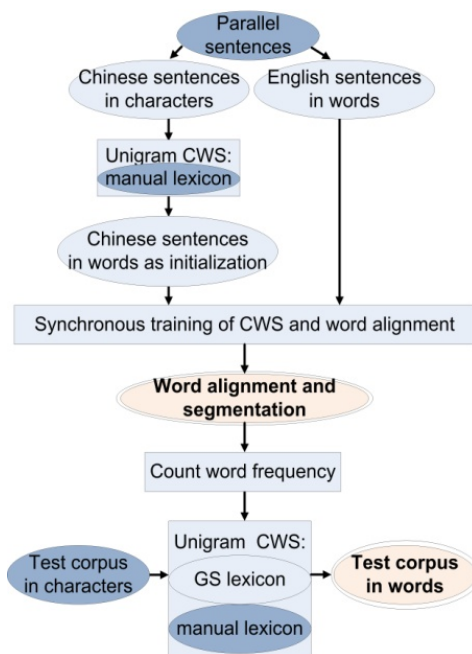 Parallel
sentences
Chinese sentences
in characters
English sentences
in words
Unigram CWS:
manual lexicon
Chinese sentences
in words as initialization
Synchronous training of CWS and word alignment
Word alignment and
segmentation
Count word frequency
Test corpus
in characters
Unigram CWS:
GS lexicon
manual lexicon
Test corpus
in words